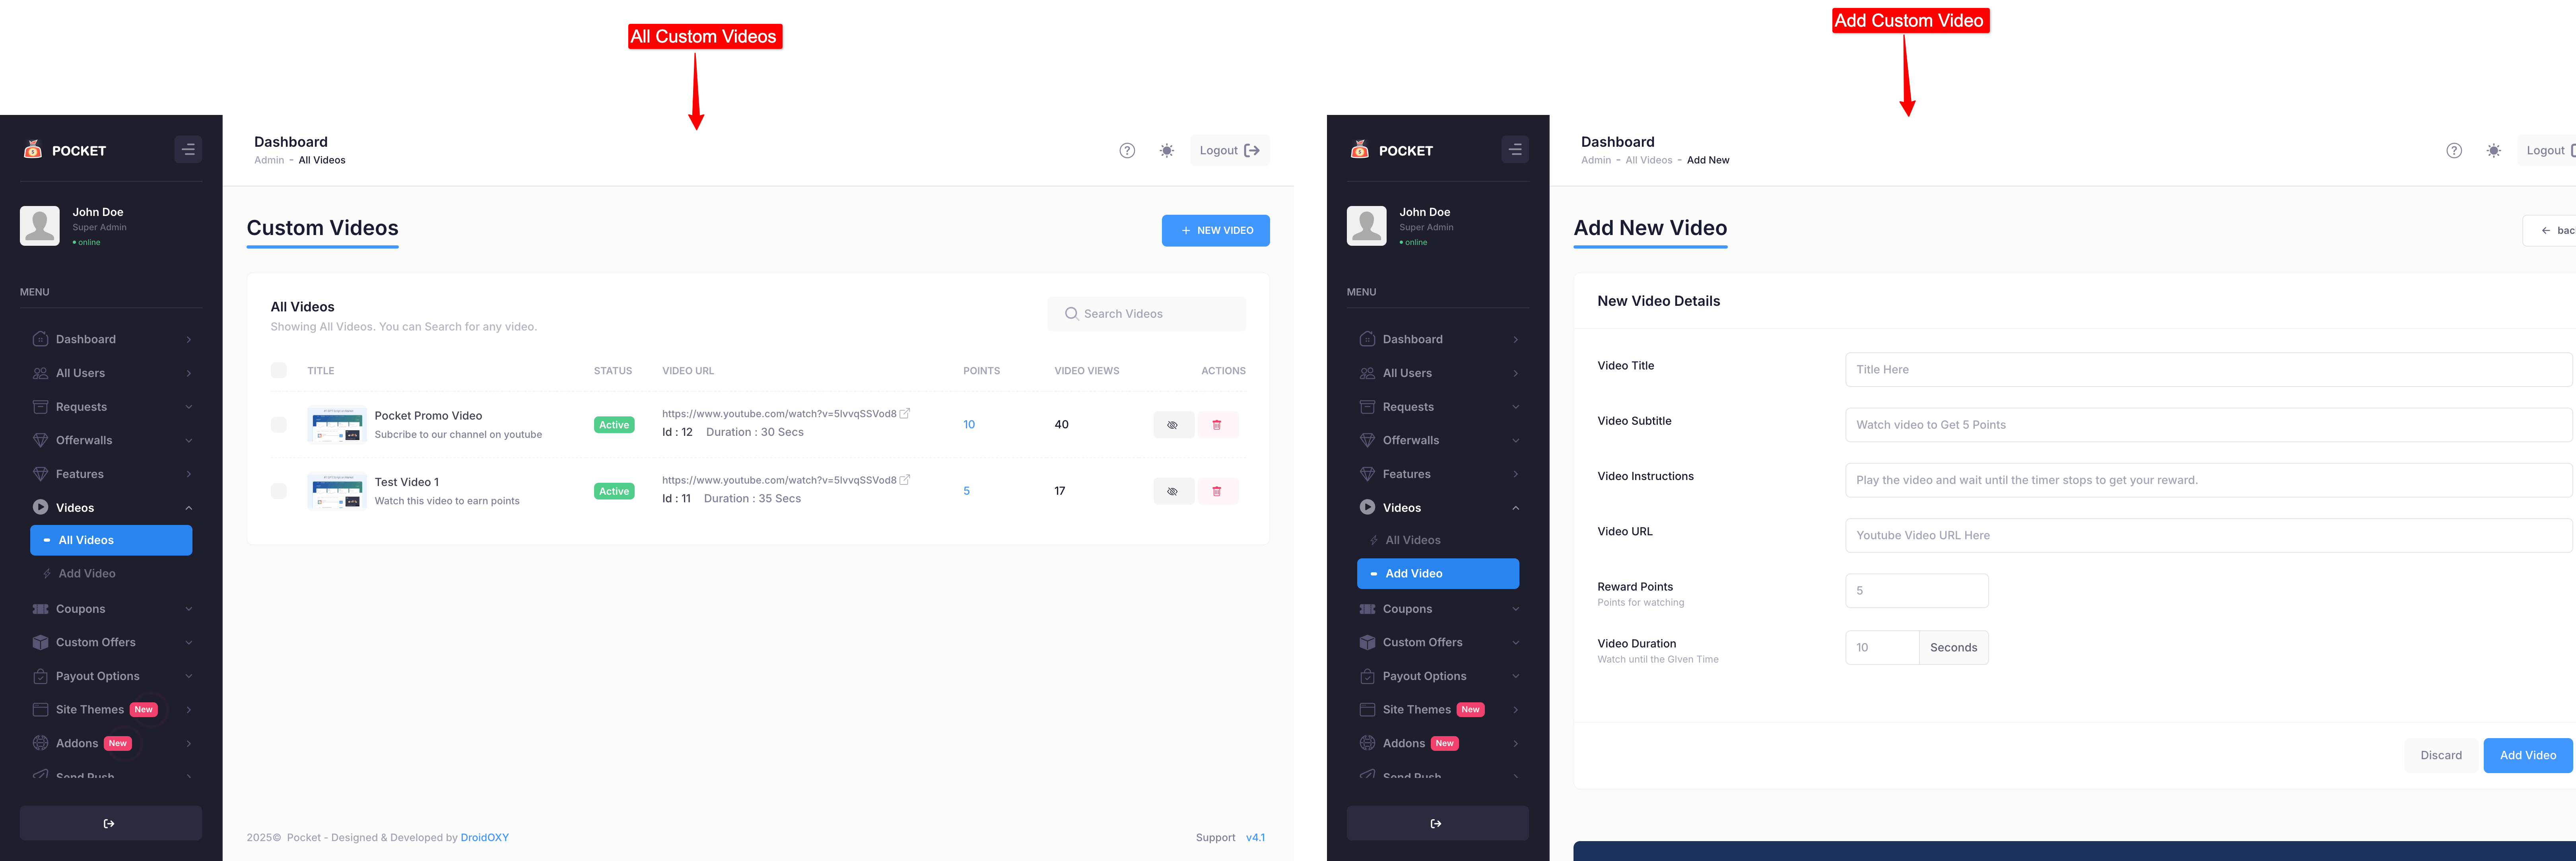 All Custom Videos
POCKET
Dashboard
Admin - All Videos
Logout
John Doe
Super Admin
online
MENU
Dashboard
All Users
Requests
Offerwalls
Features
Videos
All Videos
Add Video
Coupons
Custom Offers
Payout Options
Site Themes New
Addons New
Send Push
Custom Videos
+ NEW VIDEO
All Videos
Showing All Videos. You can Search for any video.
Search Videos
TITLE STATUS VIDEO URL POINTS VIDEO VIEWS ACTIONS
Pocket Promo Video
Subcribe to our channel on youtube
Active
https://www.youtube.com/watch?v=5IvvqSSVod8
Id : 12 Duration : 30 Secs
10
40
Test Video 1
Watch this video to earn points
Active
https://www.youtube.com/watch?v=5IvvqSSVod8
Id : 11 Duration : 35 Secs
5
17
2025© Pocket - Designed & Developed by DroidOXY
Support v4.1
Add Custom Video
POCKET
Dashboard
Admin - All Videos - Add New
Logout
John Doe
Super Admin
online
MENU
Dashboard
All Users
Requests
Offerwalls
Features
Videos
All Videos
Add Video
Coupons
Custom Offers
Payout Options
Site Themes New
Addons New
Send Push
Add New Video
New Video Details
Video Title
Title Here
Video Subtitle
Watch video to Get 5 Points
Video Instructions
Play the video and wait until the timer stops to get your reward.
Video URL
Youtube Video URL Here
Reward Points
Points for watching
5
Video Duration
Watch until the GIven Time
10 Seconds
Discard
Add Video